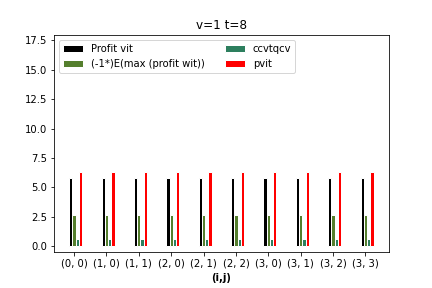 v=1 t=8
17.5
15.0
12.5
10.0
7.5
5.0
2.5
0.0
Profit vit
(-1*)E(max (profit wit))
ccvtqcv
pvit
(0, 0) (1, 0) (1, 1) (2, 0) (2, 1) (2, 2) (3, 0) (3, 1) (3, 2) (3, 3)
(i,j)